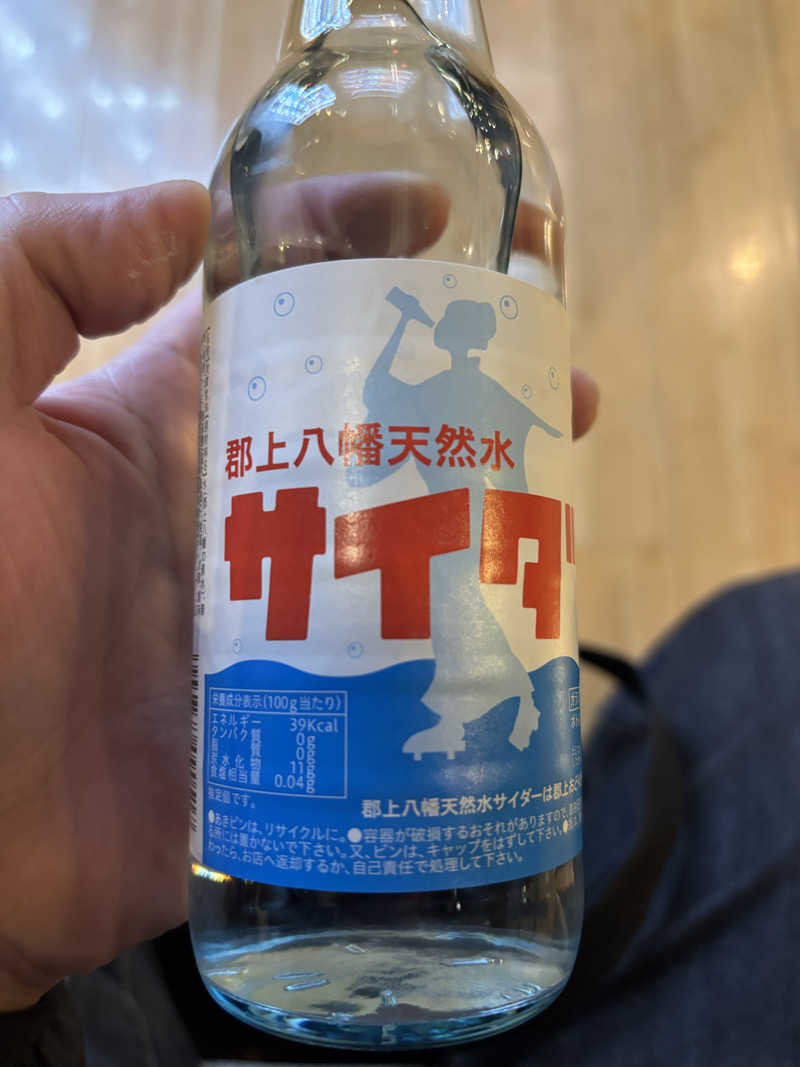 郡上八幡天然水
サイダ
栄養成分表示(100g当たり)
エネルギー 39Kcal
タンパク質 0g
脂質 0g
炭水化物 11g
食塩相当量 0.04g
推定値です。
郡上八幡天然水サイダーは郡上お
●あきビンは、リサイクルに。●容器が破損するおそれがありますので、
る所には置かないで下さい。又、ビンは、キャップをはずして下さい。
わったら、お店へ返却するか、自己責任で処理して下さい。
5